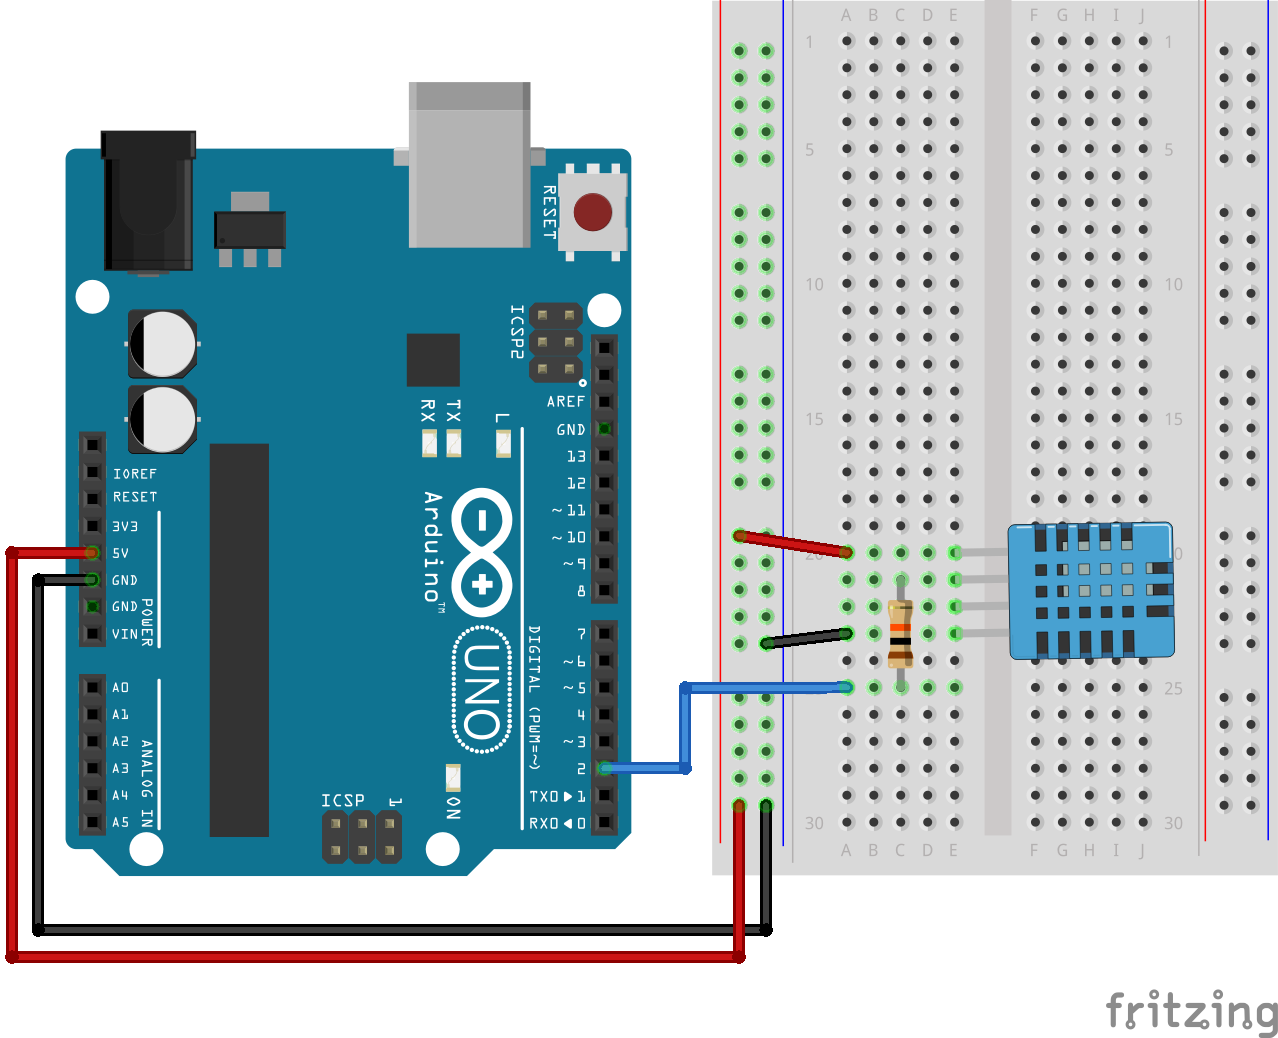 A B C D E F G H I J
1 1
5 5
10 10
15 15
20 20
25 25
30 30
A B C D E F G H I J
RESET
ICSP2
AREF
GND
13
12
~11
~10
~9
8
7
~6
~5
4
~3
2
TX0▶1
RX0◀0
DIGITAL (PWM=~)
RX
TX
L
Arduino™
UNO
ON
ICSP
1
IOREF
RESET
3V3
5V
GND
GND
VIN
POWER
A0
A1
A2
A3
A4
A5
ANALOG IN
fritzing